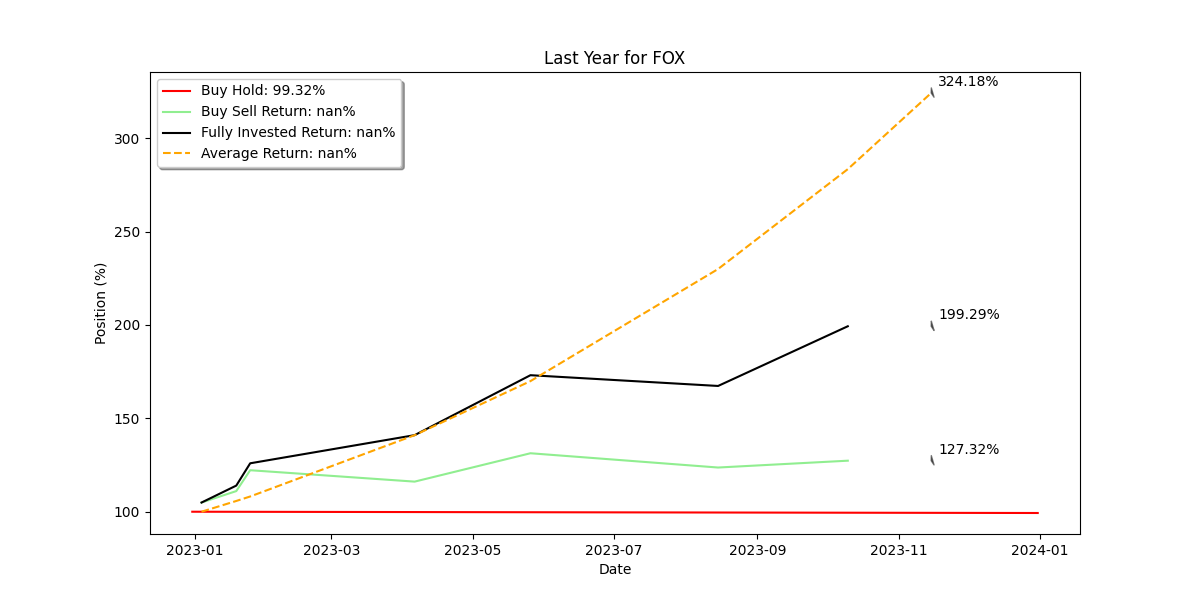 Last Year for FOX
Buy Hold: 99.32%
Buy Sell Return: nan%
Fully Invested Return: nan%
Average Return: nan%
324.18%
199.29%
127.32%
Position (%)
300
250
200
150
100
2023-01
2023-03
2023-05
2023-07
2023-09
2023-11
2024-01
Date